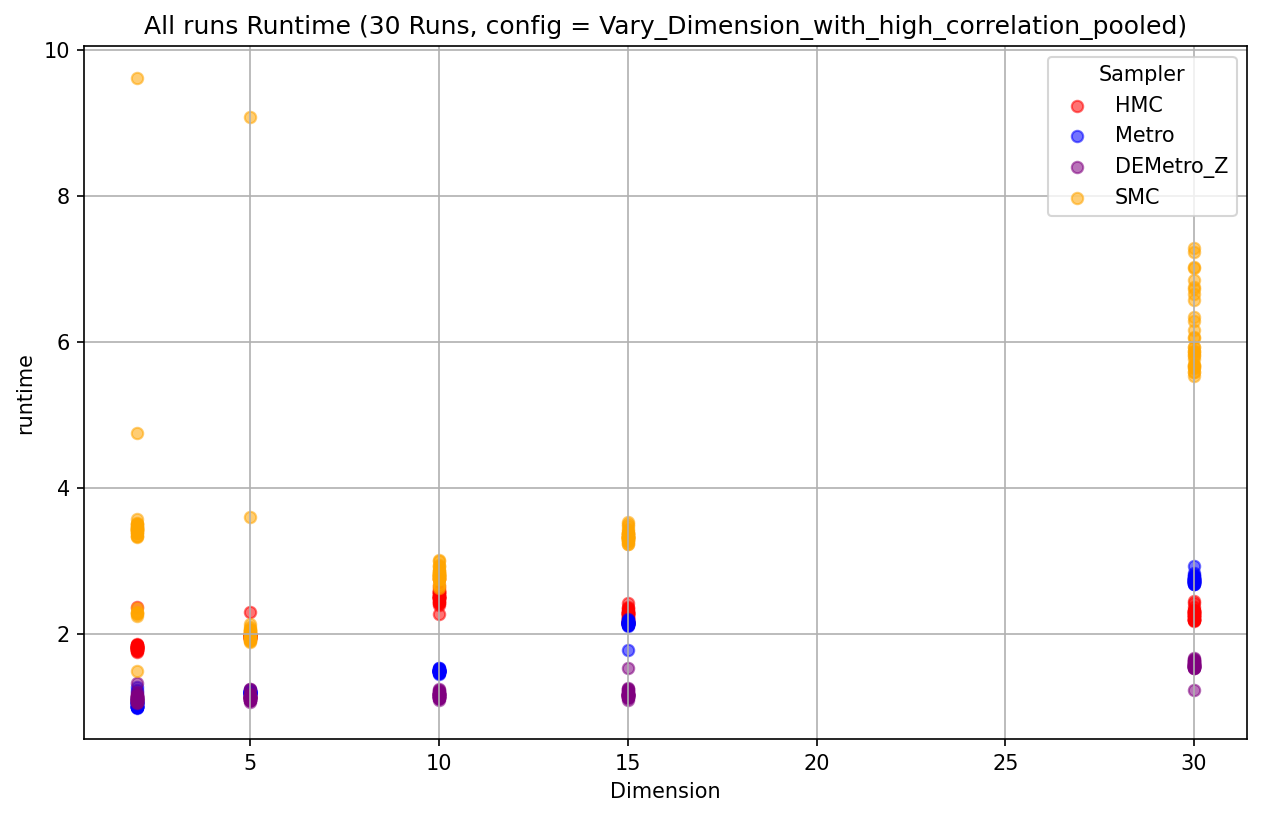 All runs Runtime (30 Runs, config = Vary_Dimension_with_high_correlation_pooled)
10
8
6
4
2
runtime
Sampler
HMC
Metro
DEMetro_Z
SMC
5
10
15
20
25
30
Dimension